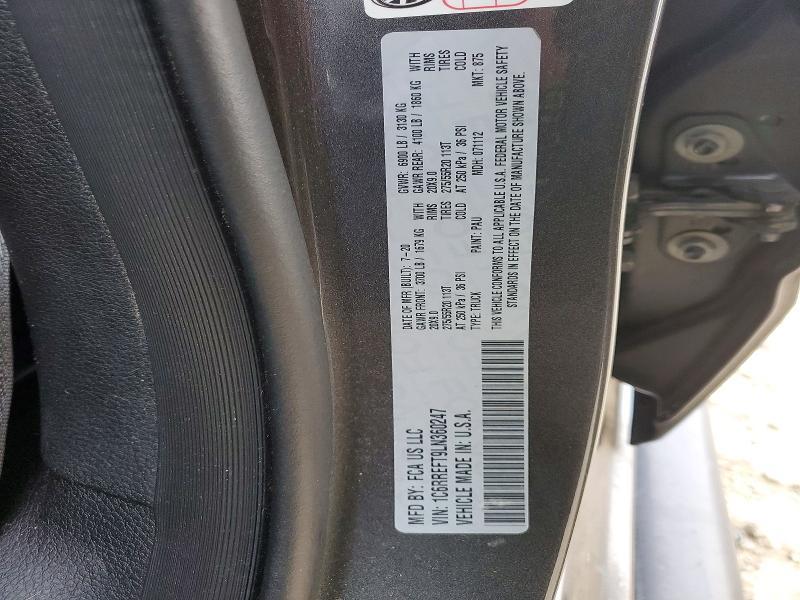 MFD BY: FCA US LLC
VIN: 1C6RREFT9LN360247
VEHICLE MADE IN: U.S.A.
DATE OF MFR (BUILT): 7-20 GVWR: 6900 LB / 3130 KG
GAWR FRONT: 3700 LB / 1679 KG WITH GAWR REAR: 4100 LB / 1860 KG WITH
20X9.0 RIMS 20X9.0 RIMS
275/55R20 113T TIRES 275/55R20 113T TIRES
AT 250 kPa / 36 PSI COLD AT 250 kPa / 36 PSI COLD
TYPE: TRUCK PAINT: PAU MDH: 071112 MKT: 875
THIS VEHICLE CONFORMS TO ALL APPLICABLE U.S.A. FEDERAL MOTOR VEHICLE SAFETY
STANDARDS IN EFFECT ON THE DATE OF MANUFACTURE SHOWN ABOVE.